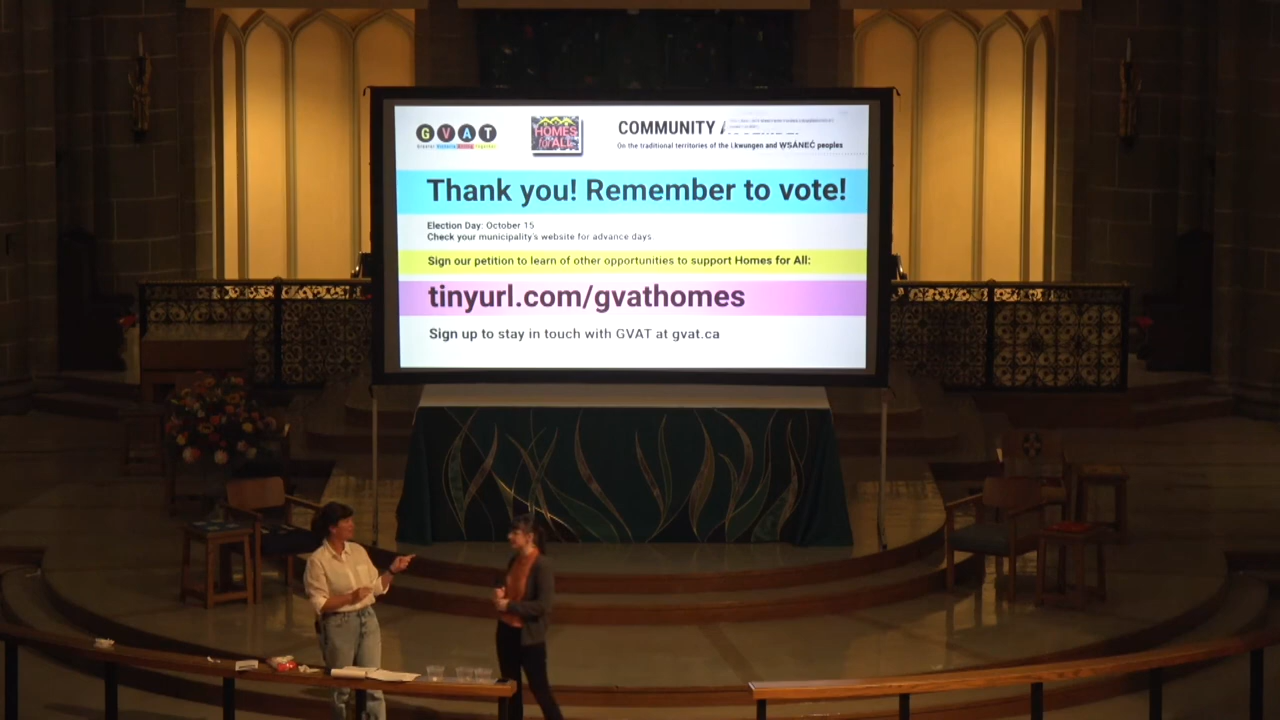 GVAT
Greater Victoria Acting Together
HOMES
for ALL
COMMUNITY
On the traditional territories of the Lkwungen and W̱SÁNEĆ peoples
Thank you! Remember to vote!
Election Day: October 15
Check your municipality's website for advance days
Sign our petition to learn of other opportunities to support Homes for All:
tinyurl.com/gvathomes
Sign up to stay in touch with GVAT at gvat.ca